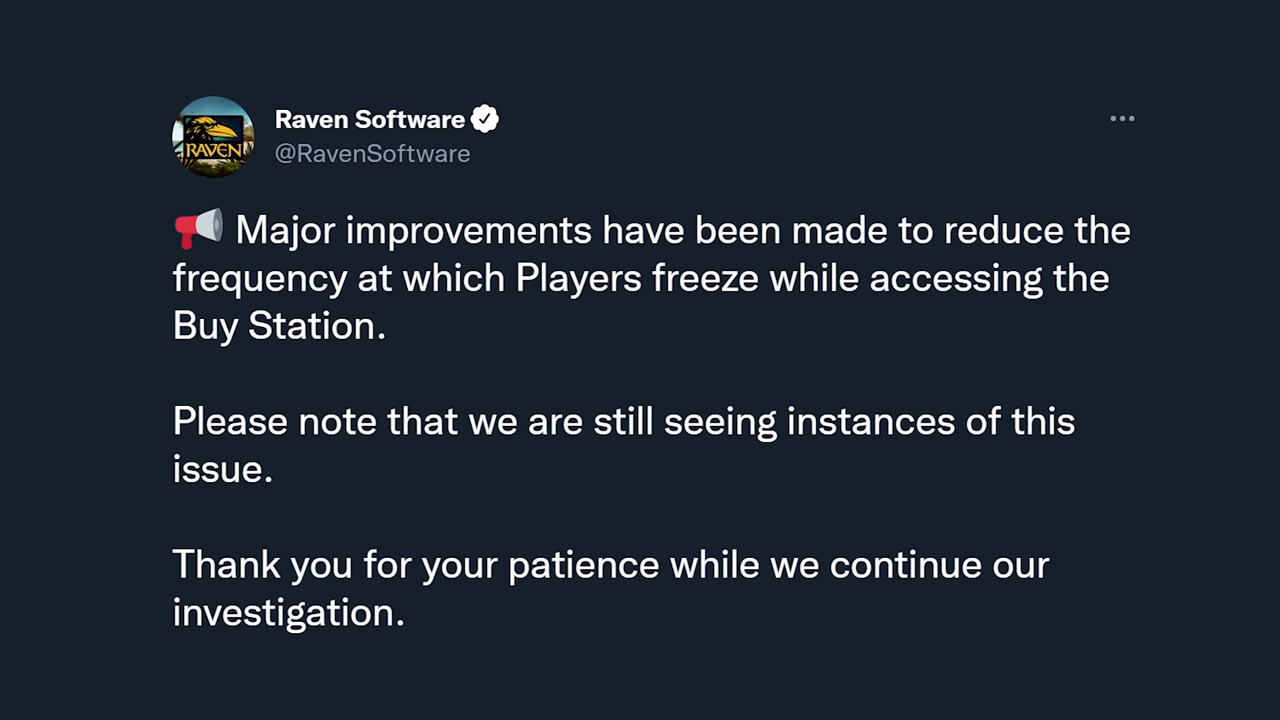 RAVEN
Raven Software
@RavenSoftware
📢 Major improvements have been made to reduce the
frequency at which Players freeze while accessing the
Buy Station.
Please note that we are still seeing instances of this
issue.
Thank you for your patience while we continue our
investigation.